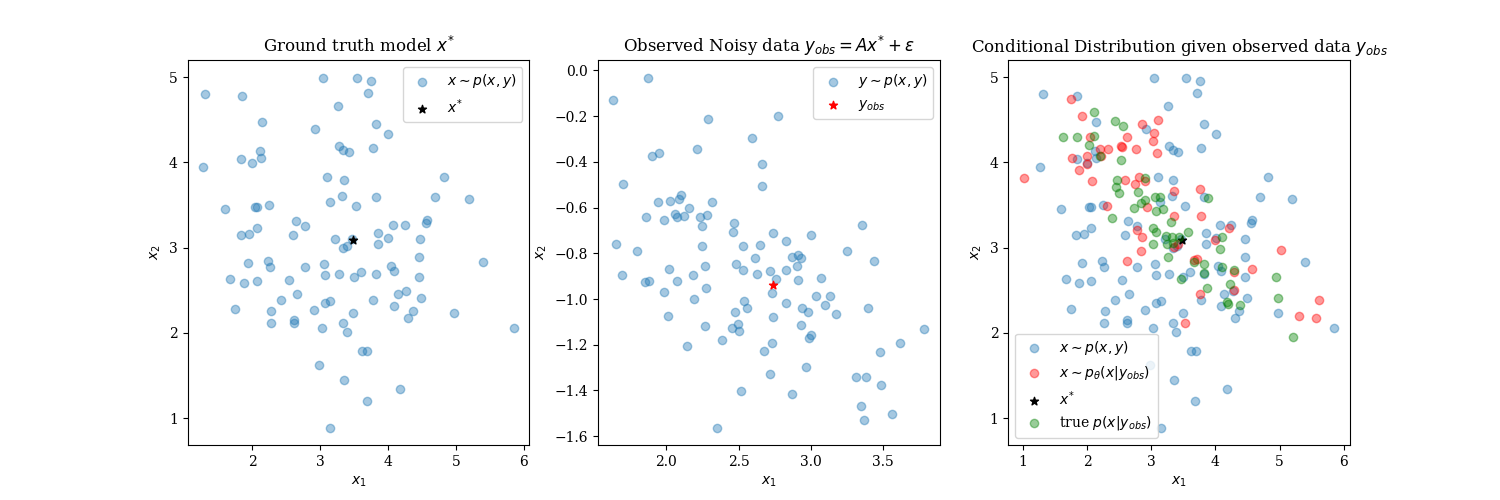 Ground truth model x*
x ~ p(x, y)
x*
5
4
3
2
1
x₂
2 3 4 5 6
x₁
Observed Noisy data y_obs = Ax* + ε
y ~ p(x, y)
y_obs
0.0
−0.2
−0.4
−0.6
−0.8
−1.0
−1.2
−1.4
−1.6
x₂
2.0 2.5 3.0 3.5
x₁
Conditional Distribution given observed data y_obs
5
4
3
2
1
x₂
x ~ p(x, y)
x ~ p_θ(x|y_obs)
x*
true p(x|y_obs)
1 2 3 4 5 6
x₁